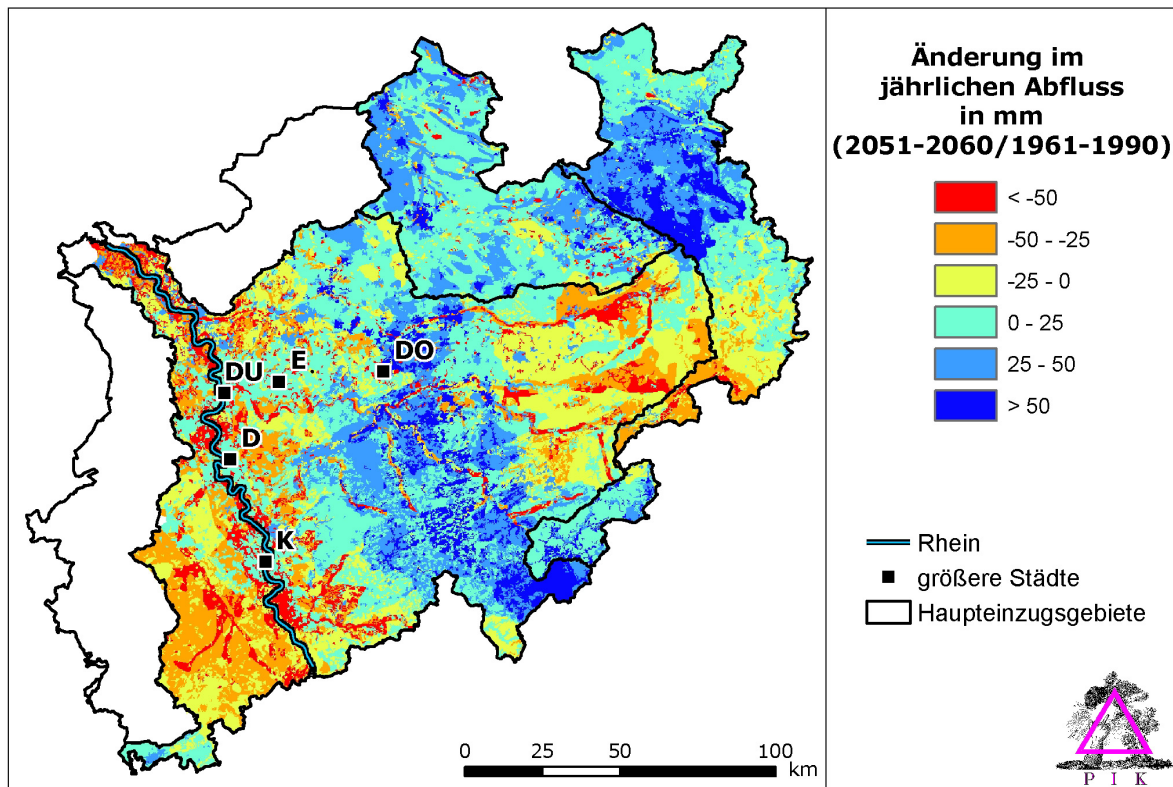 Änderung im
jährlichen Abfluss
in mm
(2051-2060/1961-1990)
< -50
-50 - -25
-25 - 0
0 - 25
25 - 50
> 50
DU
E
DO
D
K
Rhein
größere Städte
Haupteinzugsgebiete
0 25 50 100
km
P I K